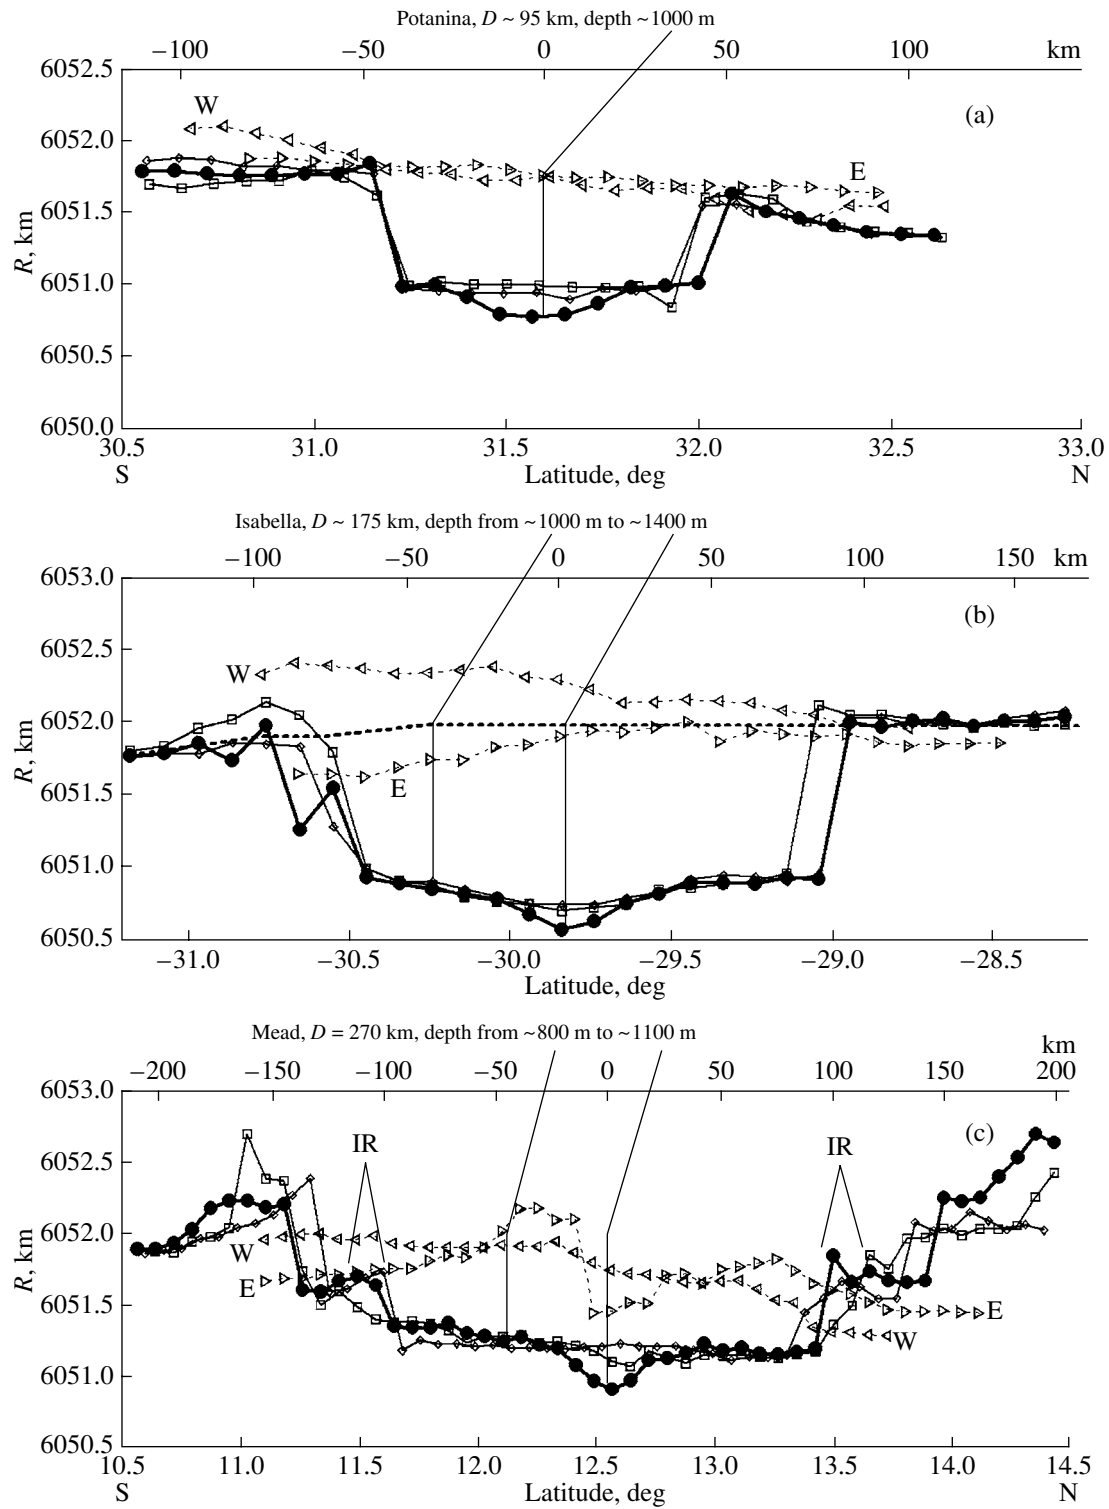 Potanina, D ~ 95 km, depth ~1000 m
−100 −50 0 50 100 km
6052.5
W
(a)
6052.0
E
6051.5
R, km
6051.0
6050.5
6050.0
30.5 31.0 31.5 32.0 32.5 33.0
S Latitude, deg N
Isabella, D ~ 175 km, depth from ~1000 m to ~1400 m
−100 −50 0 50 100 150 km
6053.0
(b)
6052.5
W
6052.0
R, km
E
6051.5
6051.0
6050.5
−31.0 −30.5 −30.0 −29.5 −29.0 −28.5
Latitude, deg
Mead, D = 270 km, depth from ~800 m to ~1100 m
km
−200 −150 −100 −50 0 50 100 150 200
6053.0
IR IR (c)
6052.5
6052.0
W
R, km
E E
6051.5
W
6051.0
6050.5
10.5 11.0 11.5 12.0 12.5 13.0 13.5 14.0 14.5
S Latitude, deg N